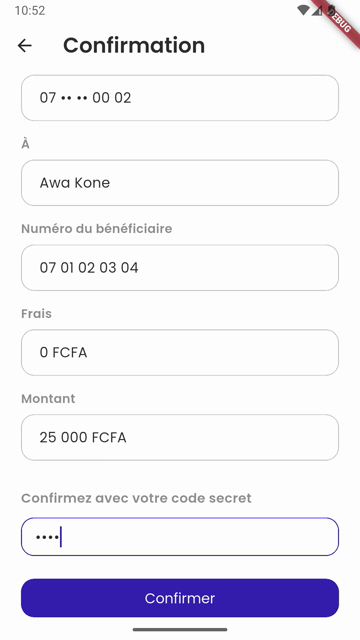 10:52
DEBUG
Confirmation
07 •• •• 00 02
À
Awa Kone
Numéro du bénéficiaire
07 01 02 03 04
Frais
0 FCFA
Montant
25 000 FCFA
Confirmez avec votre code secret
••••
Confirmer